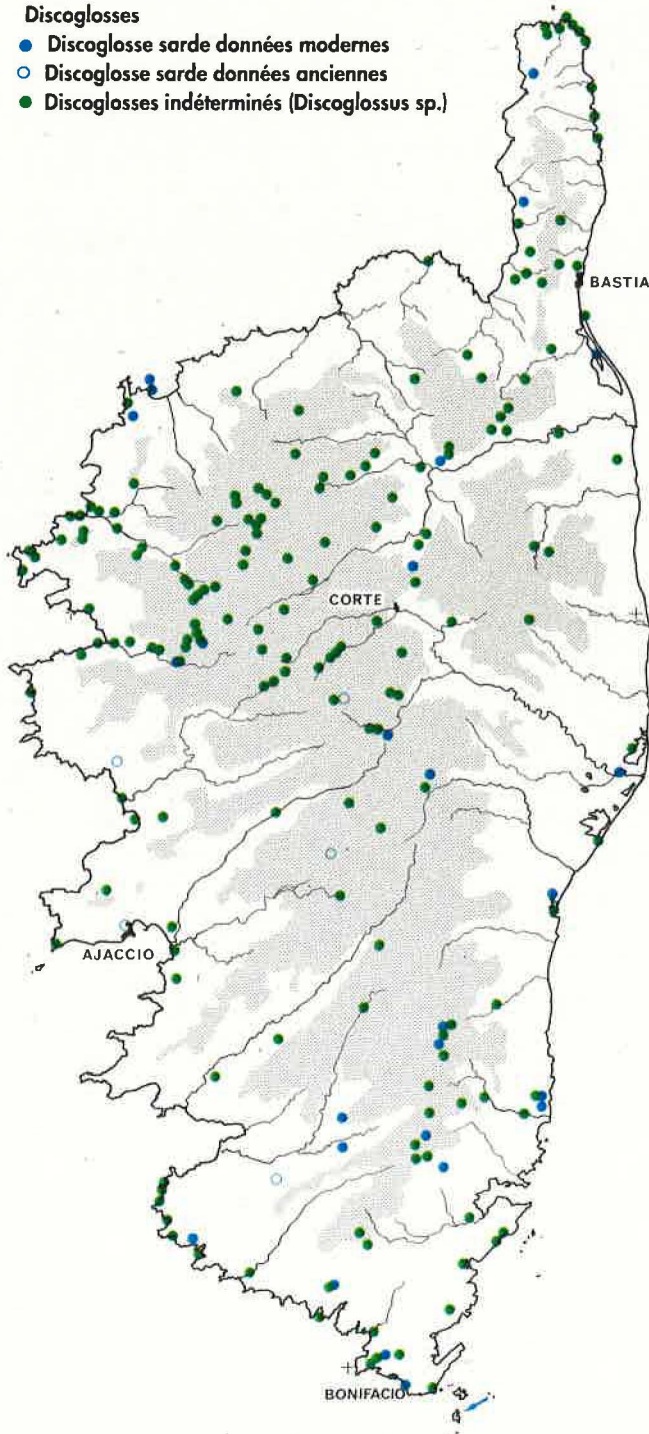 Discoglosses
Discoglosse sarde données modernes
Discoglosse sarde données anciennes
Discoglosses indéterminés (Discoglossus sp.)
BASTIA
CORTE
AJACCIO
BONIFACIO